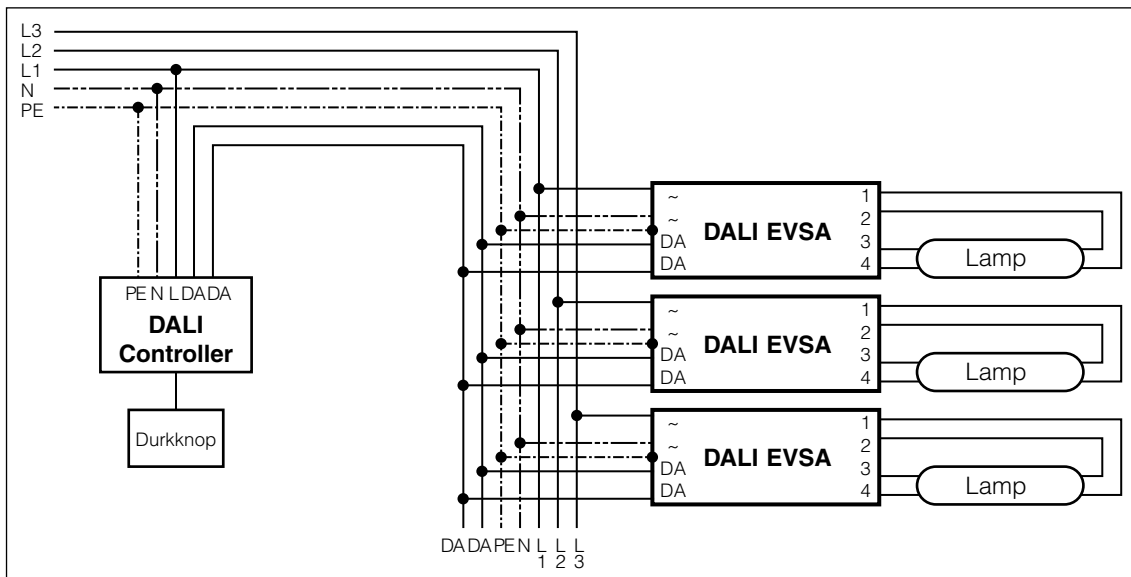 L3
L2
L1
N
PE
PE N L DA DA
DALI
Controller
Durkknop
~
~
DA
DA
DALI EVSA
1
2
3
4
Lamp
~
~
DA
DA
DALI EVSA
1
2
3
4
Lamp
~
~
DA
DA
DALI EVSA
1
2
3
4
Lamp
DA DA PE N L L L
1 2 3